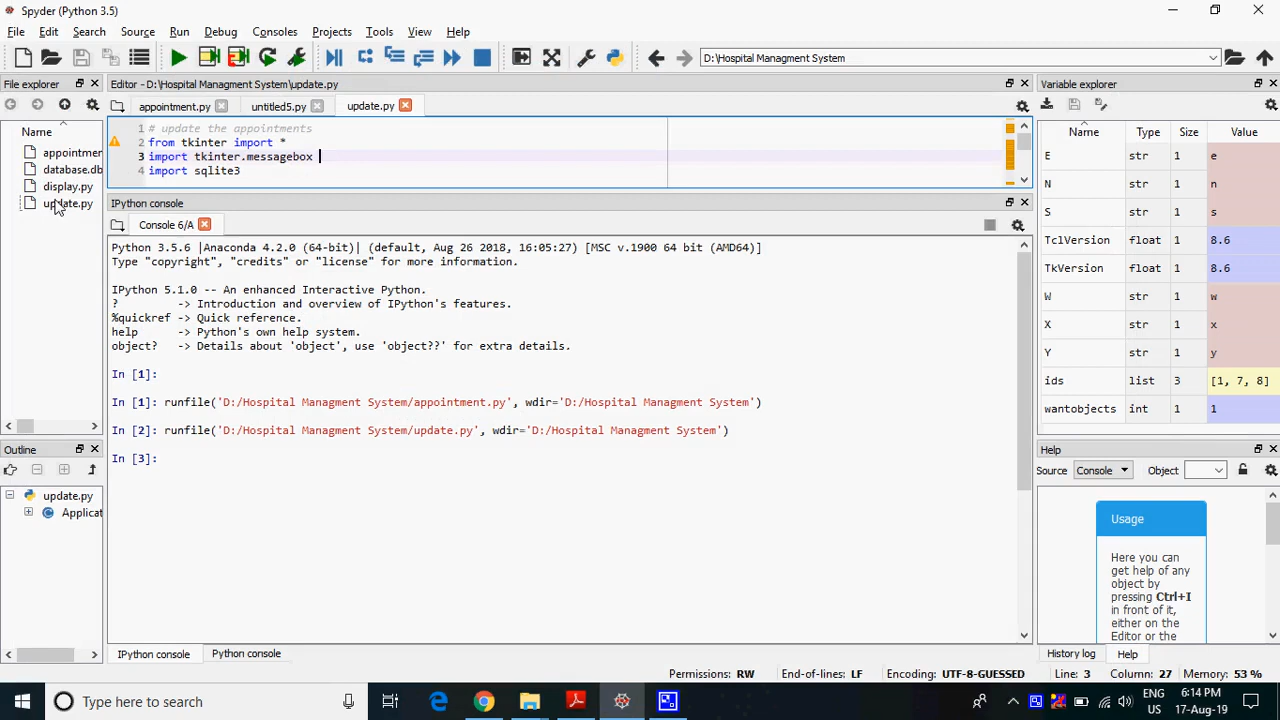 Spyder (Python 3.5)
File Edit Search Source Run Debug Consoles Projects Tools View Help
D:\Hospital Managment System
File explorer
Name
appointmer
database.db
display.py
update.py
Outline
update.py
Applicat
Editor - D:\Hospital Managment System\update.py
appointment.py untitled5.py update.py
1 # update the appointments
2 from tkinter import *
3 import tkinter.messagebox
4 import sqlite3
IPython console
Console 6/A
Python 3.5.6 |Anaconda 4.2.0 (64-bit)| (default, Aug 26 2018, 16:05:27) [MSC v.1900 64 bit (AMD64)]
Type "copyright", "credits" or "license" for more information.
IPython 5.1.0 -- An enhanced Interactive Python.
? -> Introduction and overview of IPython's features.
%quickref -> Quick reference.
help -> Python's own help system.
object? -> Details about 'object', use 'object??' for extra details.
In [1]:
In [1]: runfile('D:/Hospital Managment System/appointment.py', wdir='D:/Hospital Managment System')
In [2]: runfile('D:/Hospital Managment System/update.py', wdir='D:/Hospital Managment System')
In [3]:
IPython console Python console
Variable explorer
Name Type Size Value
E str 1 e
N str 1 n
S str 1 s
TclVersion float 1 8.6
TkVersion float 1 8.6
W str 1 w
X str 1 x
Y str 1 y
ids list 3 [1, 7, 8]
wantobjects int 1 1
Help
Source Console Object
Usage
Here you can
get help of any
object by
pressing Ctrl+I
in front of it,
either on the
Editor or the
History log Help
Permissions: RW End-of-lines: LF Encoding: UTF-8-GUESSED Line: 3 Column: 27 Memory: 53 %
Type here to search
ENG
US
6:14 PM
17-Aug-19